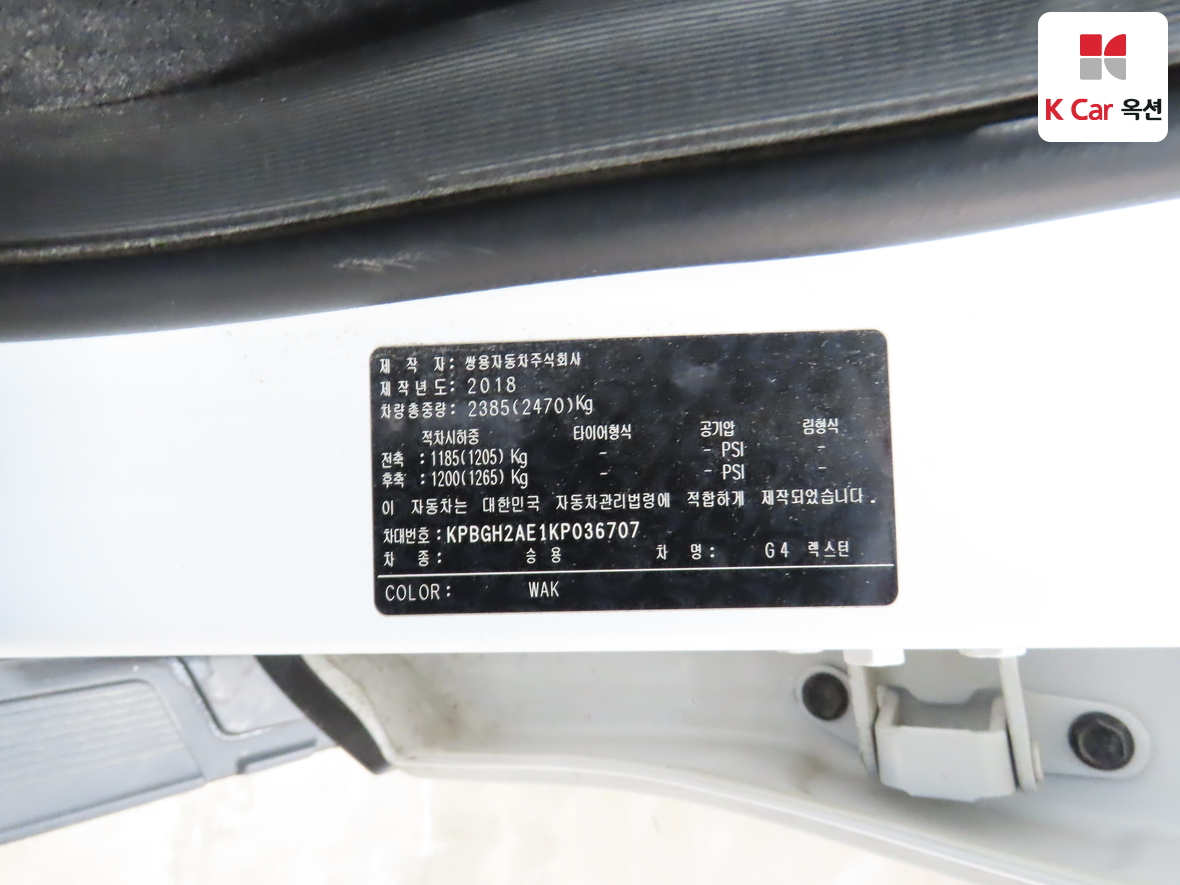 K Car 옥션
제 작 자: 쌍용자동차주식회사
제작년도: 2018
차량총중량: 2385(2470)Kg
적차시하중 타이어형식 공기압 림형식
전축 : 1185(1205) Kg - - PSI -
후축 : 1200(1265) Kg - - PSI -
이 자동차는 대한민국 자동차관리법령에 적합하게 제작되었습니다.
차대번호: KPBGH2AE1KP036707
차 종: 승용 차 명: G4 렉스턴
COLOR: WAK